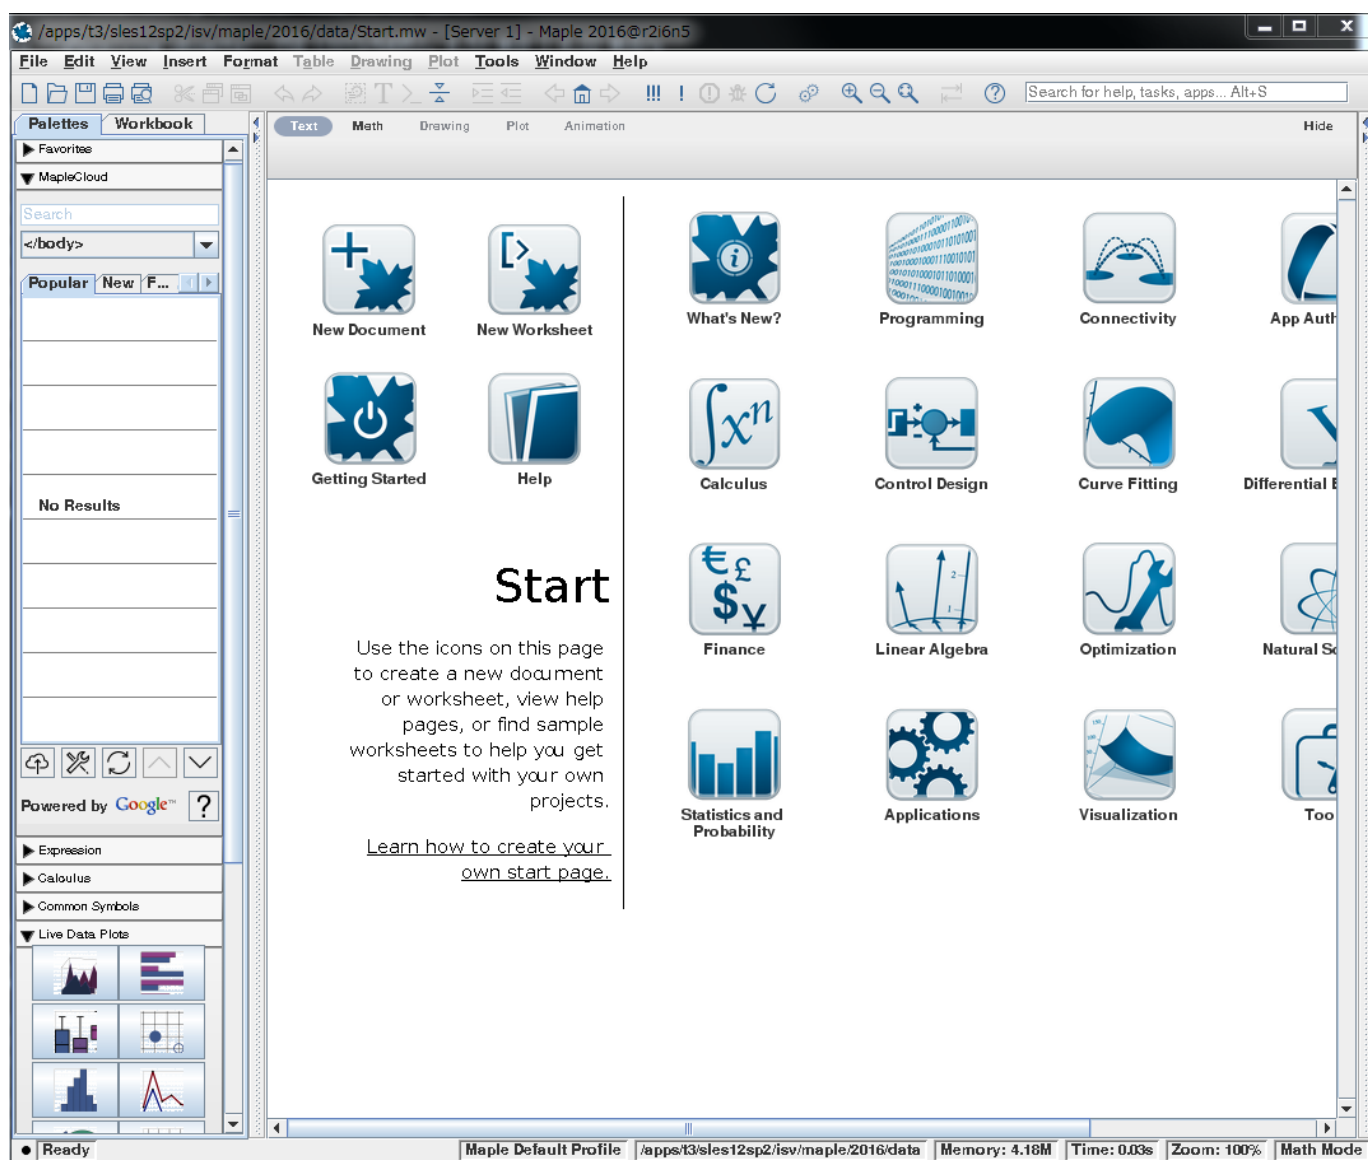 /apps/t3/sles12sp2/isv/maple/2016/data/Start.mw - [Server 1] - Maple 2016@r2i6n5
File Edit View Insert Format Table Drawing Plot Tools Window Help
Search for help, tasks, apps... Alt+S
Palettes Workbook
Text Math Drawing Plot Animation Hide
Favorites
MapleCloud
Search
</body>
Popular New F...
No Results
Powered by Google™ ?
Expression
Calculus
Common Symbols
Live Data Plots
New Document New Worksheet
Getting Started Help
Start
Use the icons on this page
to create a new document
or worksheet, view help
pages, or find sample
worksheets to help you get
started with your own
projects.
Learn how to create your
own start page.
What's New? Programming Connectivity App Auth
Calculus Control Design Curve Fitting Differential E
Finance Linear Algebra Optimization Natural Sc
Statistics and
Probability
Applications Visualization Too
Ready Maple Default Profile /apps/t3/sles12sp2/isv/maple/2016/data Memory: 4.18M Time: 0.03s Zoom: 100% Math Mode